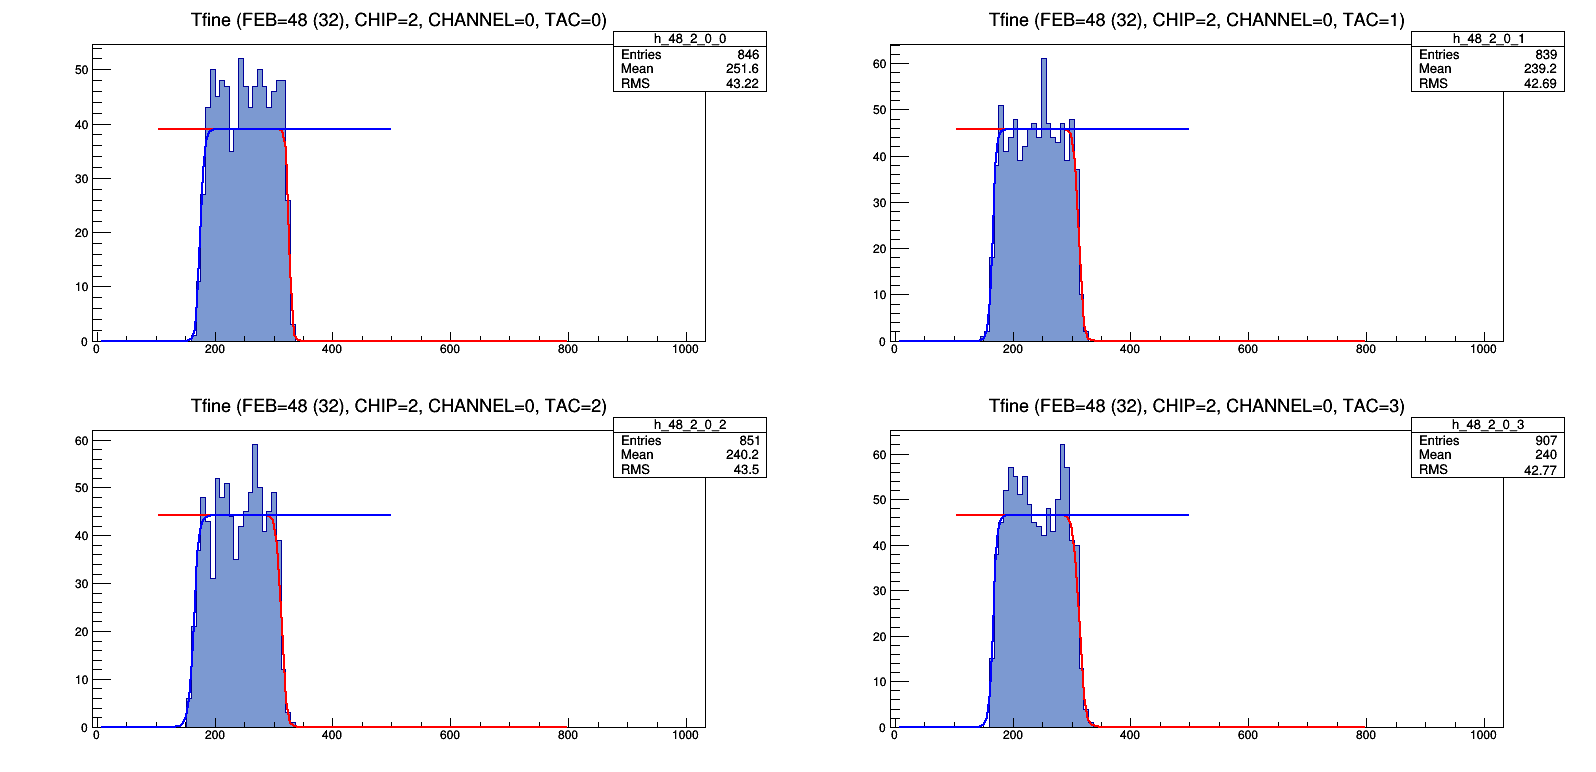 Tfine (FEB=48 (32), CHIP=2, CHANNEL=0, TAC=0)
h_48_2_0_0
Entries 846
Mean 251.6
RMS 43.22
50
40
30
20
10
0
0 200 400 600 800 1000
Tfine (FEB=48 (32), CHIP=2, CHANNEL=0, TAC=1)
h_48_2_0_1
Entries 839
Mean 239.2
RMS 42.69
60
50
40
30
20
10
0
0 200 400 600 800 1000
Tfine (FEB=48 (32), CHIP=2, CHANNEL=0, TAC=2)
h_48_2_0_2
Entries 851
Mean 240.2
RMS 43.5
60
50
40
30
20
10
0
0 200 400 600 800 1000
Tfine (FEB=48 (32), CHIP=2, CHANNEL=0, TAC=3)
h_48_2_0_3
Entries 907
Mean 240
RMS 42.77
60
50
40
30
20
10
0
0 200 400 600 800 1000